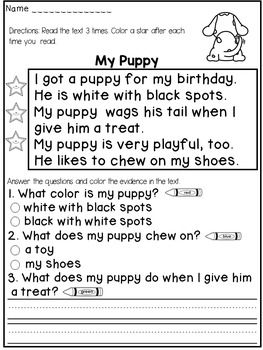 Name
Directions: Read the text 3 times. Color a star after each
time you read.
My Puppy
I got a puppy for my birthday.
He is white with black spots.
My puppy wags his tail when I
give him a treat.
My puppy is very playful, too.
He likes to chew on my shoes.
Answer the questions and color the evidence in the text.
1. What color is my puppy? red
white with black spots
black with white spots
2. What does my puppy chew on? blue
a toy
my shoes
3. What does my puppy do when I give him
a treat? green